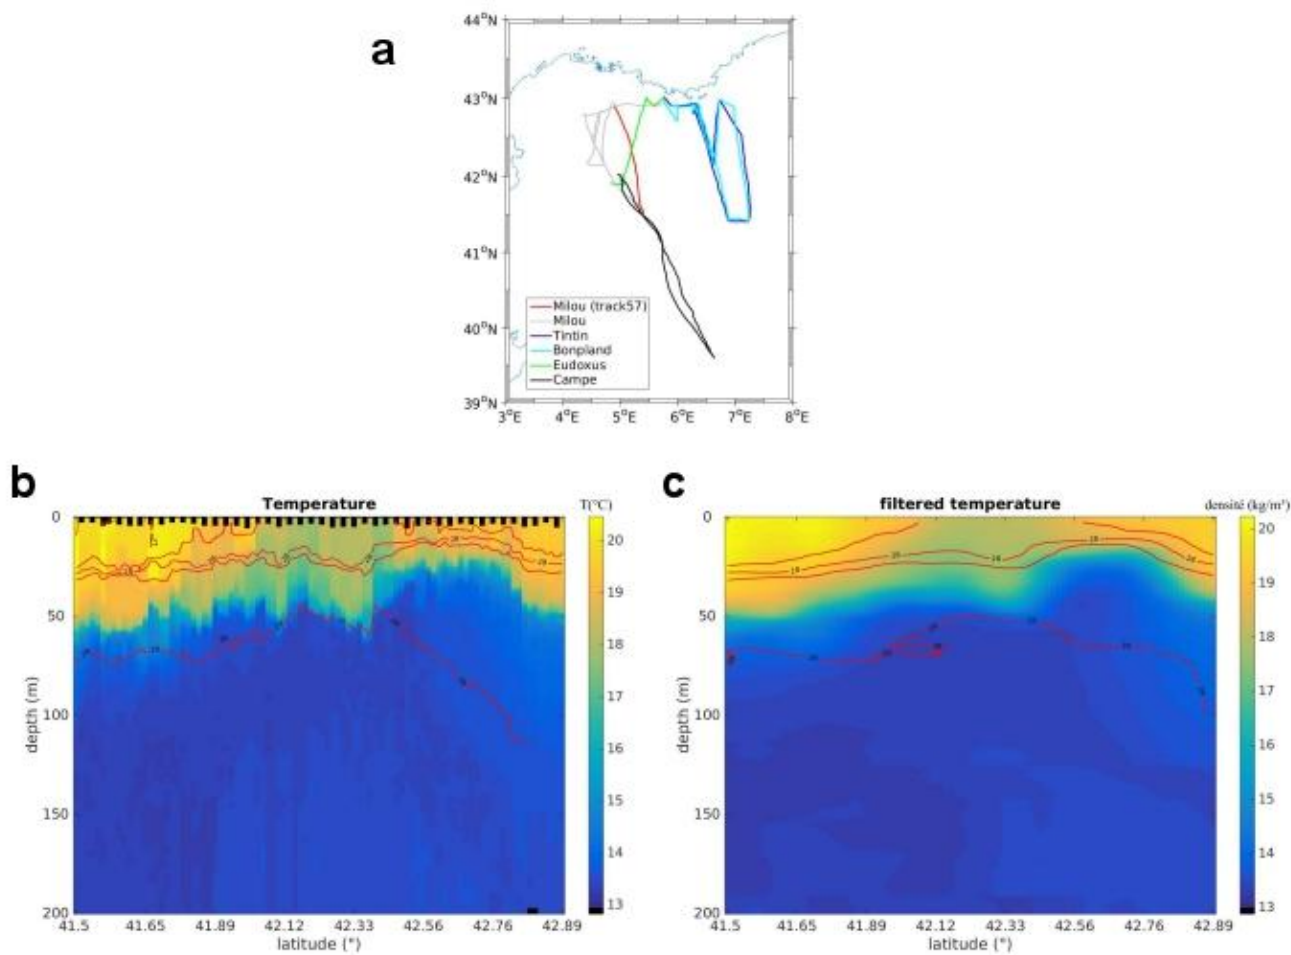 a
44°N
43°N
42°N
41°N
40°N
39°N
Milou (track57)
Milou
Tintin
Bonpland
Eudoxus
Campe
3°E 4°E 5°E 6°E 7°E 8°E
b
Temperature
T(°C)
0
50
100
150
200
depth (m)
20
19
18
17
16
15
14
13
41.5 41.65 41.89 42.12 42.33 42.56 42.76 42.89
latitude (°)
c
filtered temperature
densité (kg/m³)
0
50
100
150
200
depth (m)
20
19
18
17
16
15
14
13
41.5 41.65 41.89 42.12 42.33 42.56 42.76 42.89
latitude (°)